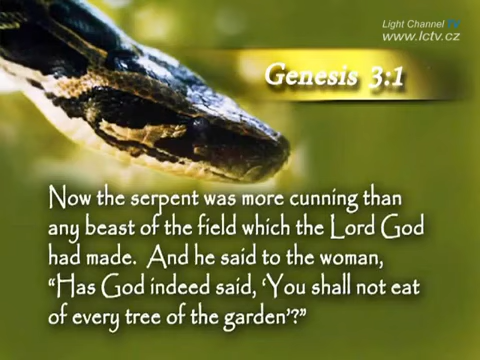 Light Channel TV
www.lctv.cz
Genesis 3:1
Now the serpent was more cunning than
any beast of the field which the Lord God
had made. And he said to the woman,
“Has God indeed said, ‘You shall not eat
of every tree of the garden’?”